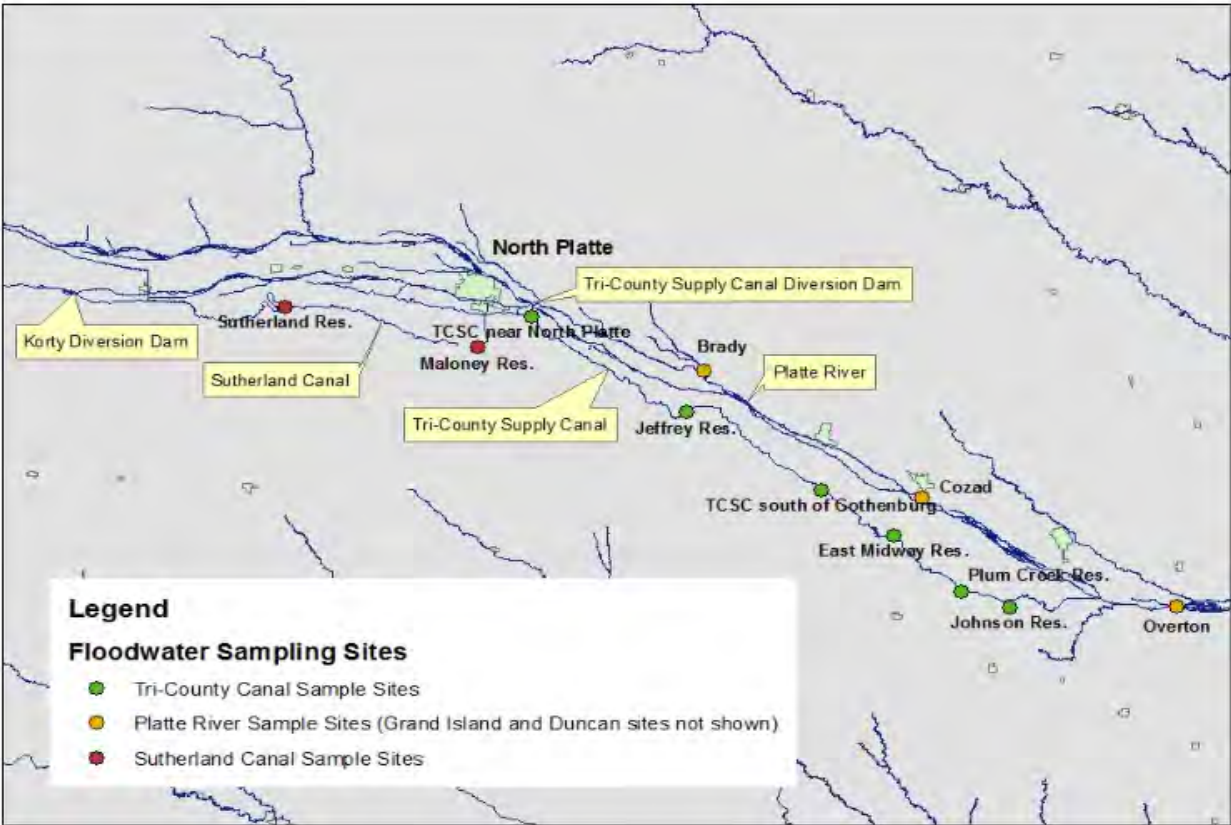 North Platte
Tri-County Supply Canal Diversion Dam
Sutherland Res.
TCSC near North Platte
Korty Diversion Dam
Maloney Res.
Brady
Sutherland Canal
Platte River
Tri-County Supply Canal
Jeffrey Res.
Cozad
TCSC south of Gothenburg
East Midway Res.
Plum Creek Res.
Johnson Res.
Overton
Legend
Floodwater Sampling Sites
Tri-County Canal Sample Sites
Platte River Sample Sites (Grand Island and Duncan sites not shown)
Sutherland Canal Sample Sites